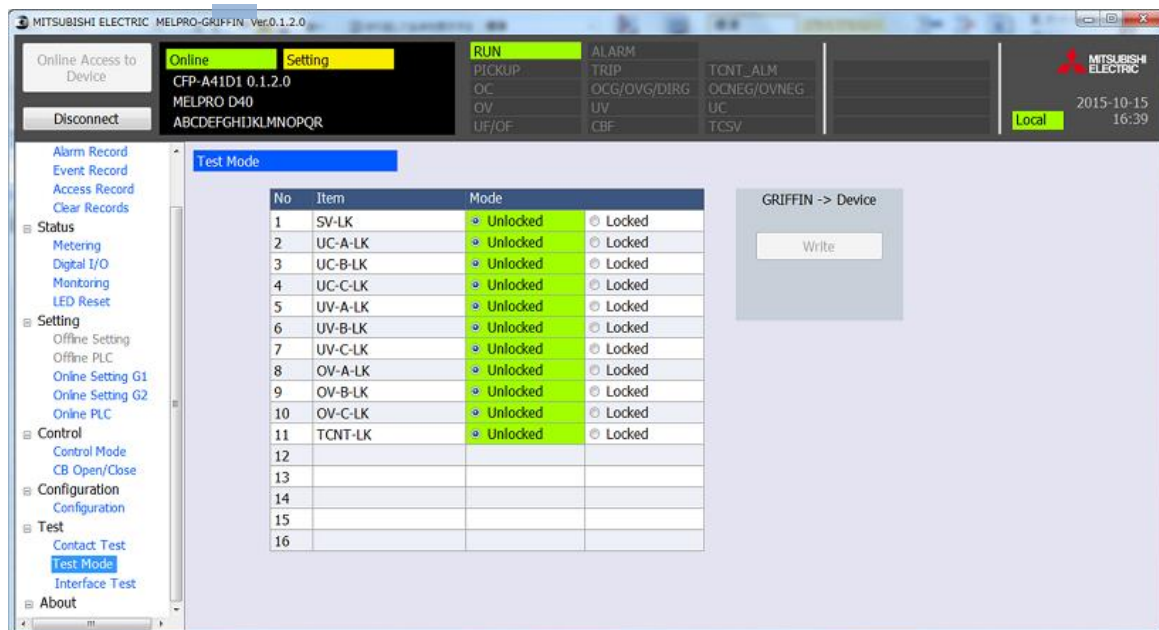 MITSUBISHI ELECTRIC MELPRO-GRIFFIN Ver.0.1.2.0
Online Access to
Device
Disconnect
Online Setting
CFP-A41D1 0.1.2.0
MELPRO D40
ABCDEFGHIJKLMNOPQR
RUN ALARM
PICKUP TRIP TCNT_ALM
OC OCG/OVG/DIRG OCNEG/OVNEG
OV UV UC
UF/OF CBF TCSV
MITSUBISHI
ELECTRIC
2015-10-15
Local 16:39
Alarm Record
Event Record
Access Record
Clear Records
Status
Metering
Digital I/O
Monitoring
LED Reset
Setting
Offline Setting
Offline PLC
Online Setting G1
Online Setting G2
Online PLC
Control
Control Mode
CB Open/Close
Configuration
Configuration
Test
Contact Test
Test Mode
Interface Test
About
Test Mode
No Item Mode
1 SV-LK Unlocked Locked
2 UC-A-LK Unlocked Locked
3 UC-B-LK Unlocked Locked
4 UC-C-LK Unlocked Locked
5 UV-A-LK Unlocked Locked
6 UV-B-LK Unlocked Locked
7 UV-C-LK Unlocked Locked
8 OV-A-LK Unlocked Locked
9 OV-B-LK Unlocked Locked
10 OV-C-LK Unlocked Locked
11 TCNT-LK Unlocked Locked
12
13
14
15
16
GRIFFIN -> Device
Write